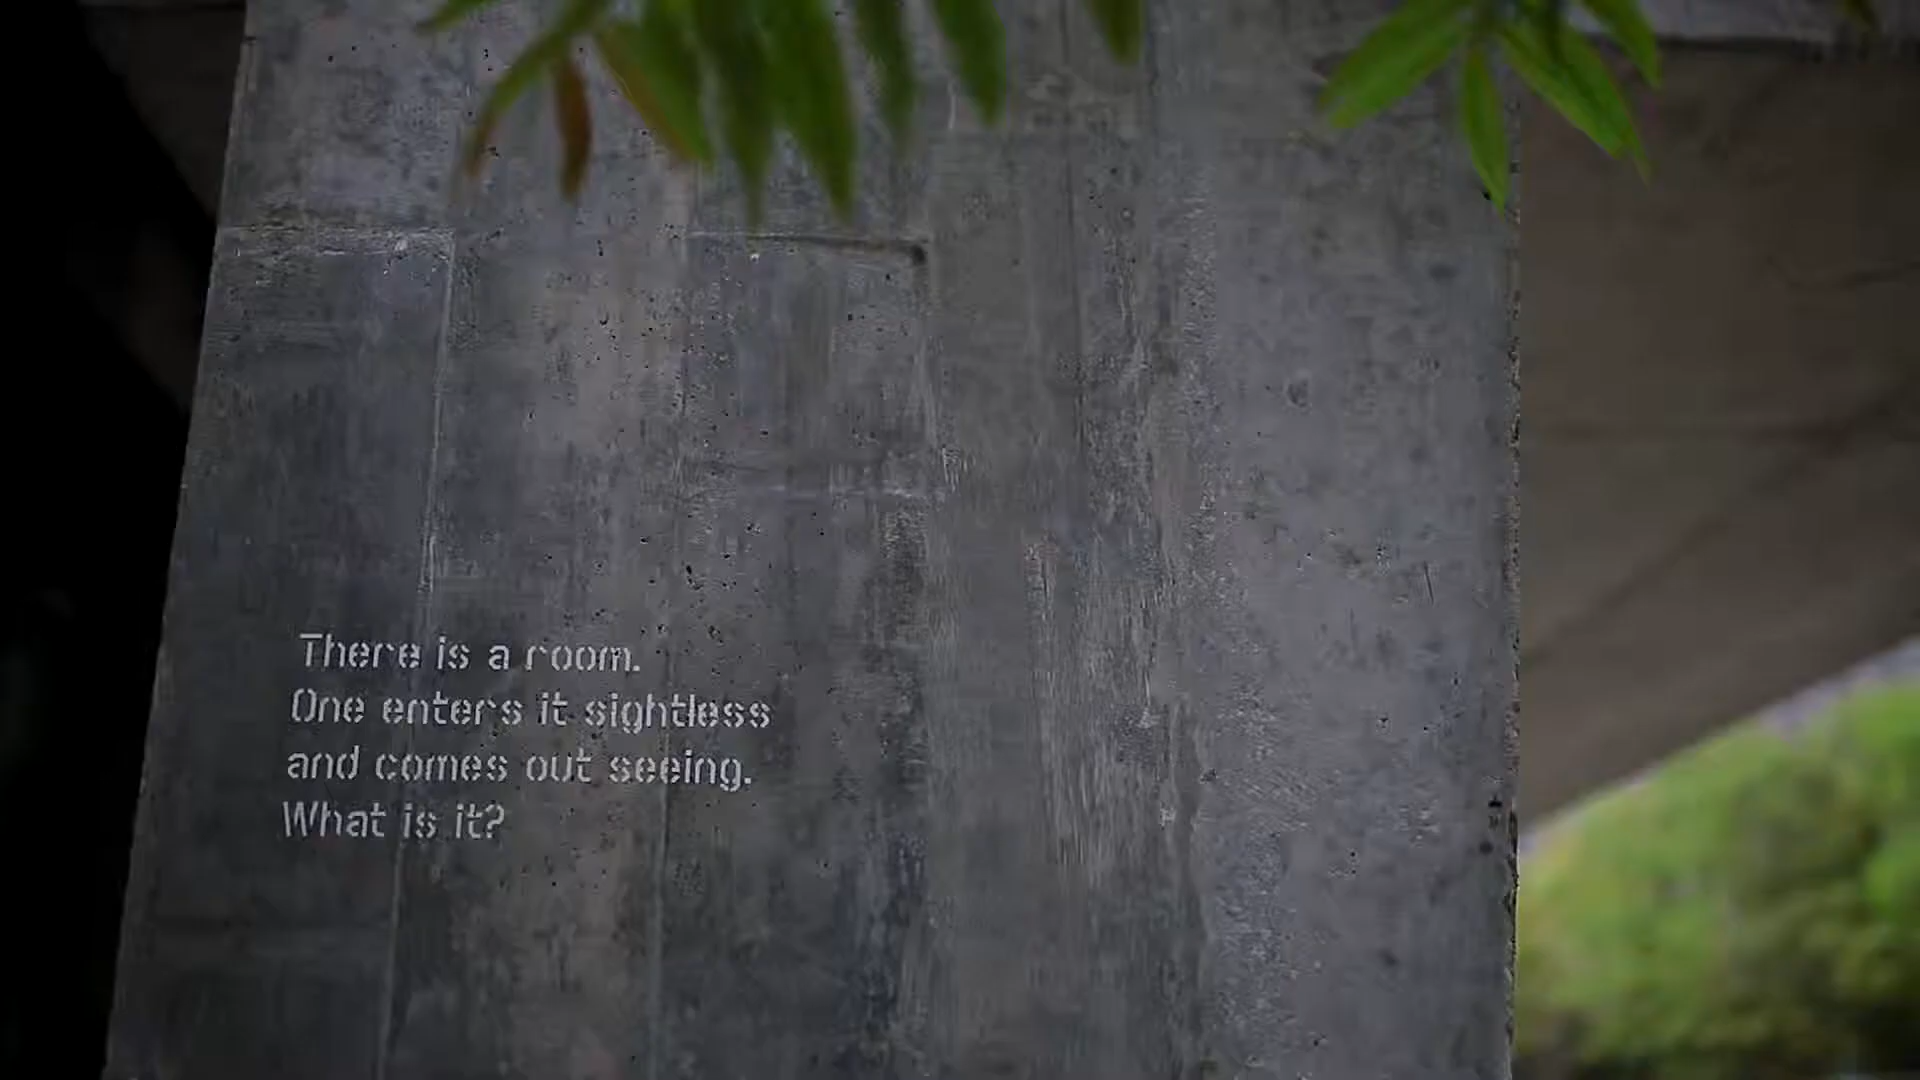 There is a room.
One enters it sightless
and comes out seeing.
What is it?